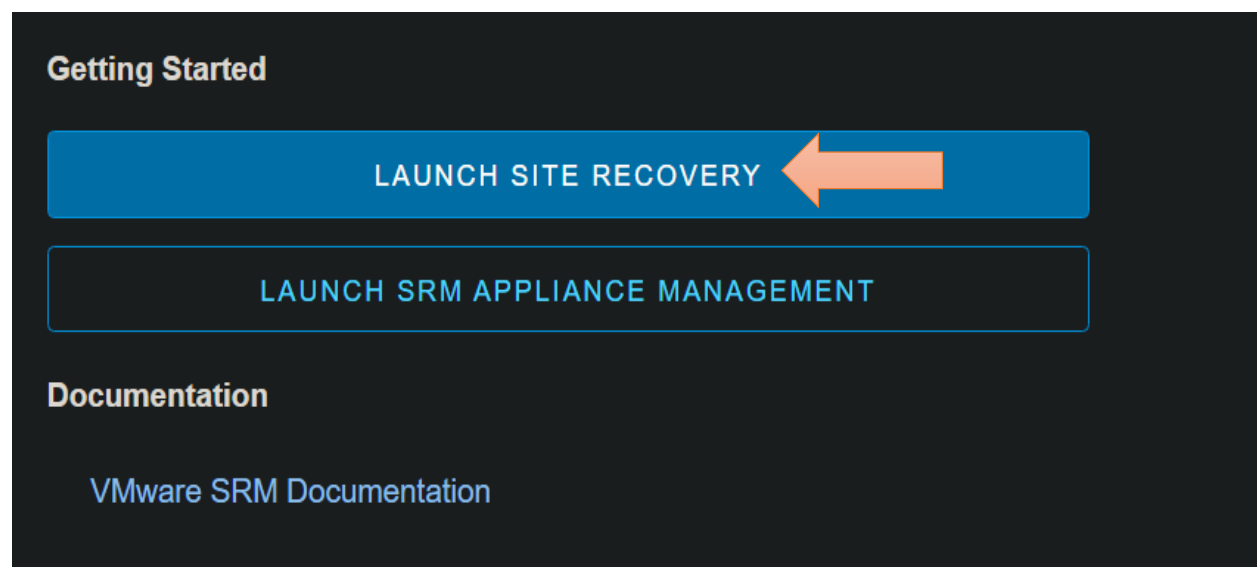 Getting Started
LAUNCH SITE RECOVERY
LAUNCH SRM APPLIANCE MANAGEMENT
Documentation
VMware SRM Documentation